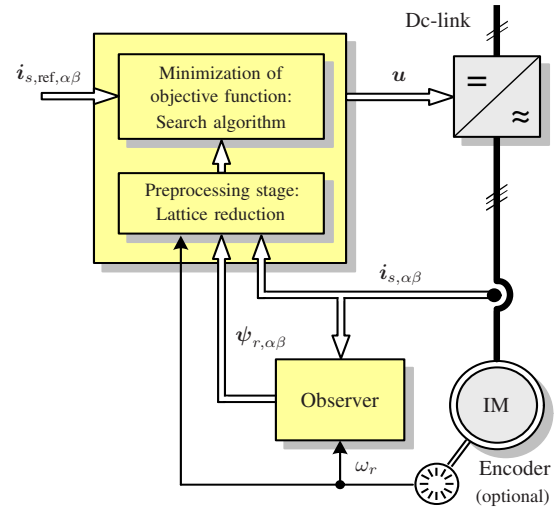 Dc-link
i_{s,ref,αβ}
Minimization of
objective function:
Search algorithm
u
=
≈
Preprocessing stage:
Lattice reduction
i_{s,αβ}
ψ_{r,αβ}
Observer
IM
ω_r
Encoder
(optional)